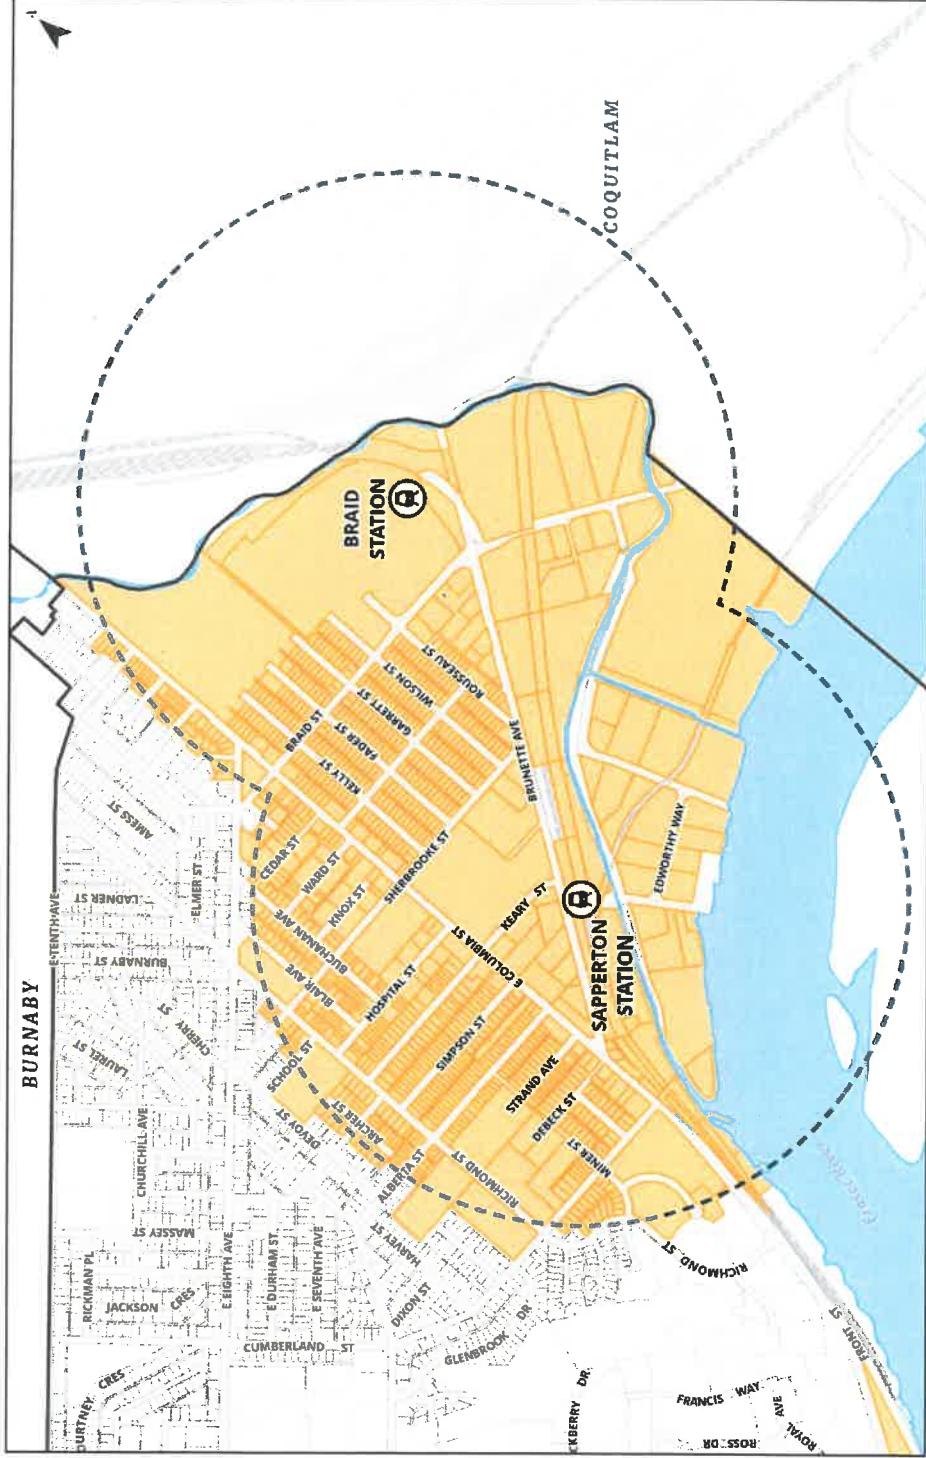 BURNABY
COQUITLAM
BRAID
STATION
SAPPERTON
STATION
E TENTH AVE
AMESS ST
LADNER ST
ELMER ST
BURNABY ST
CHERRY ST
LAUREL ST
CHURCHILL AVE
MASSEY ST
RICKMAN PL
JACKSON CRES
E EIGHTH AVE
E DURHAM ST
E SEVENTH AVE
CUMBERLAND ST
OURTNEY CRES
HARVEY ST
DIXON ST
GLENBROOK DR
CKBERRY DR
FRANCIS WAY
ROSS DR
ROYAL AVE
FRONT ST
RICHMOND ST
Fraser River
SCHOOL ST
DEVOY ST
ARCHER ST
ALBERTA ST
RICHMOND ST
MINER ST
DEBECK ST
STRAND AVE
SIMPSON ST
HOSPITAL ST
BLAIR AVE
BUCHANAN AVE
KNOX ST
WARD ST
CEDAR ST
SHERBROOKE ST
KEARY ST
E COLUMBIA ST
BRAID ST
KELLY ST
FADER ST
GARRETT ST
WILSON ST
ROUSSEAU ST
BRUNETTE AVE
EDWORTHY WAY